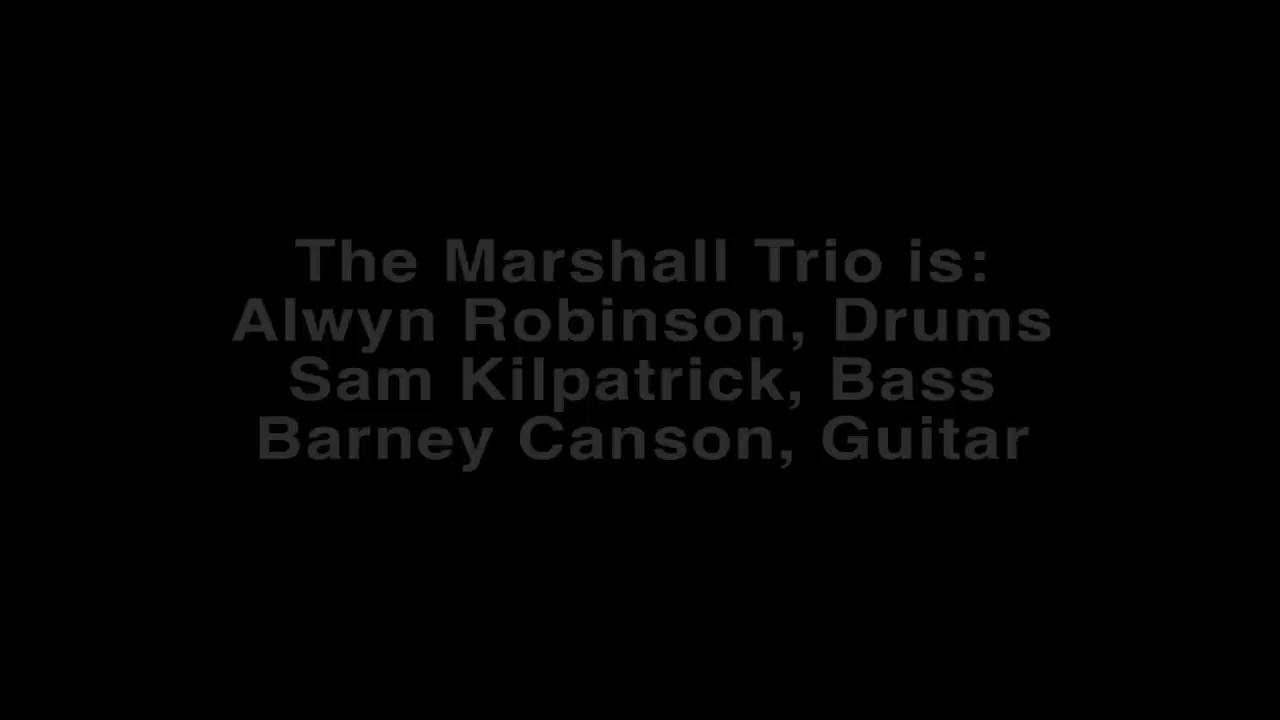 The Marshall Trio is:
Alwyn Robinson, Drums
Sam Kilpatrick, Bass
Barney Canson, Guitar